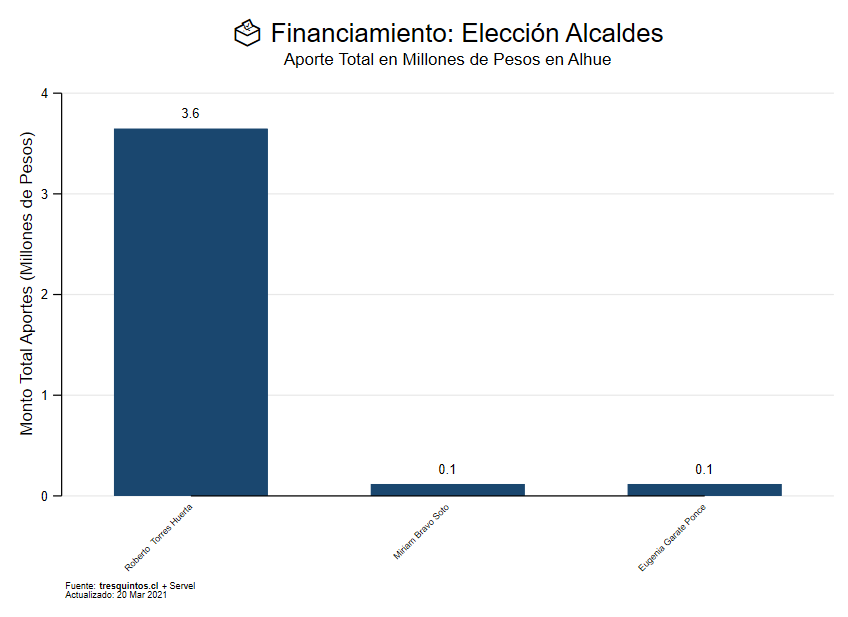 Financiamiento: Elección Alcaldes
Aporte Total en Millones de Pesos en Alhue
Monto Total Aportes (Millones de Pesos)
4
3
2
1
0
3.6
0.1
0.1
Roberto Torres Huerta
Miriam Bravo Soto
Eugenia Garate Ponce
Fuente: tresquintos.cl + Servel
Actualizado: 20 Mar 2021